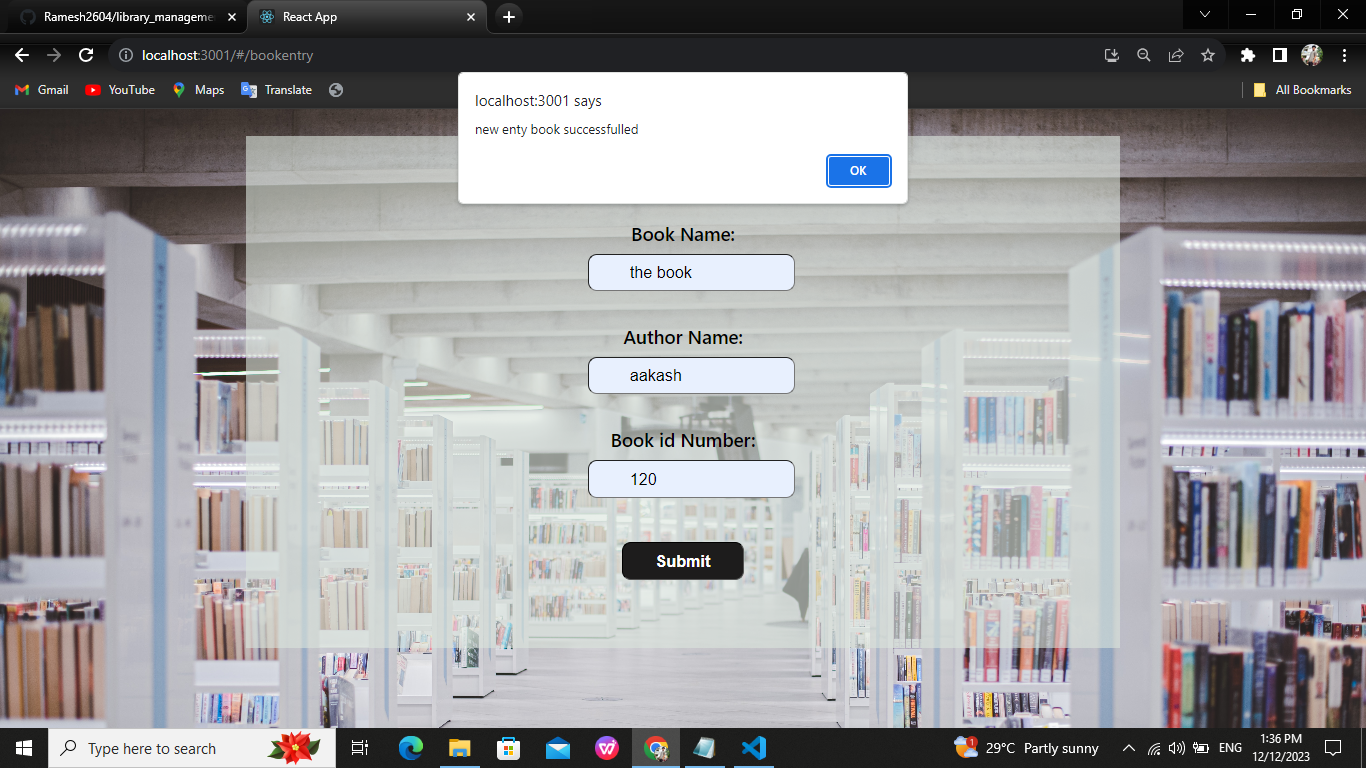 Ramesh2604/library_manageme
React App
localhost:3001/#/bookentry
Gmail
YouTube
Maps
Translate
All Bookmarks
localhost:3001 says
new enty book successfulled
OK
Book Name:
the book
Author Name:
aakash
Book id Number:
120
Submit
Type here to search
1
29°C Partly sunny
ENG
1:36 PM
12/12/2023